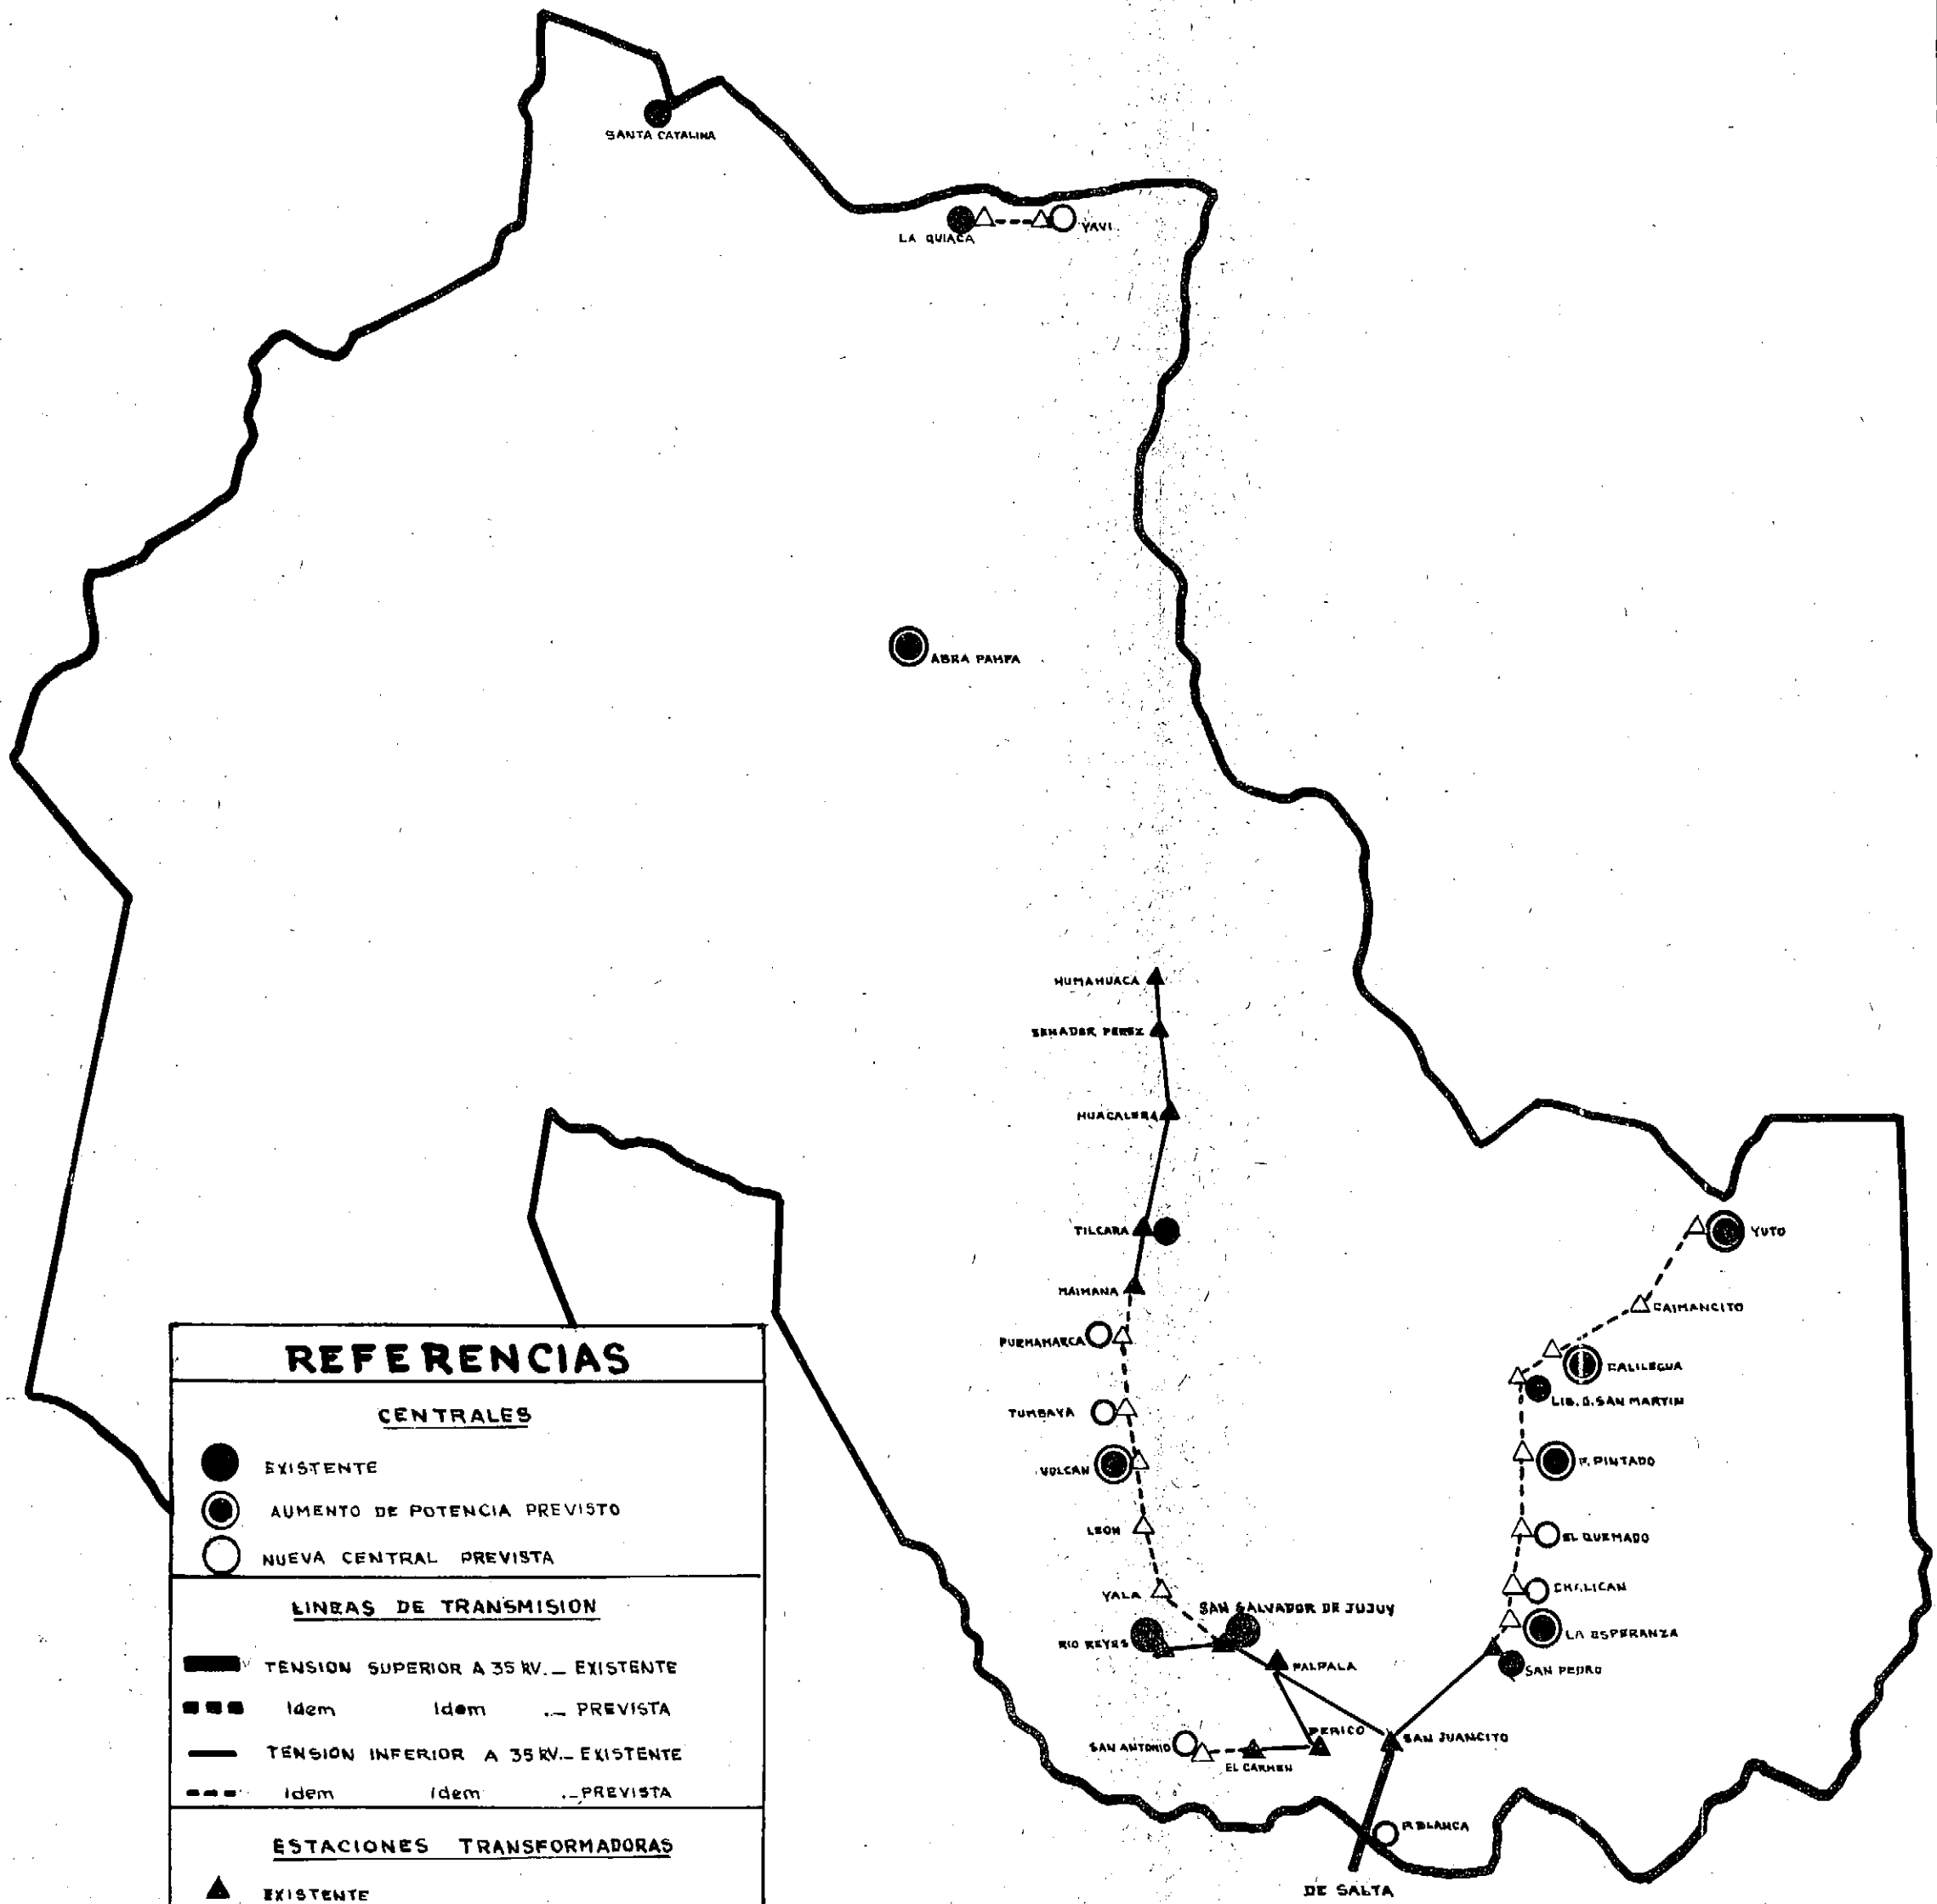 SANTA CATALINA
LA QUIACA
YAVI
ABRA PAMPA
HUMAHUACA
SENADOR PEREZ
HUACALERA
TILCARA
YUTO
MAIMANA
CAIMANCITO
PURMAMARCA
CALILEGUA
LIB. G. SAN MARTIN
TUMBAYA
VOLCAN
P. PINTADO
LEON
EL QUEMADO
YALA
CHALICAN
SAN SALVADOR DE JUJUY
RIO REYES
LA ESPERANZA
PALPALA
SAN PEDRO
PERICO
SAN JUANCITO
SAN ANTONIO
EL CARMEN
P. BLANCA
DE SALTA
REFERENCIAS
CENTRALES
EXISTENTE
AUMENTO DE POTENCIA PREVISTO
NUEVA CENTRAL PREVISTA
LINEAS DE TRANSMISION
TENSION SUPERIOR A 35 KV. _ EXISTENTE
Idem Idem .. _ PREVISTA
TENSION INFERIOR A 35 KV. _ EXISTENTE
Idem Idem .. _ PREVISTA
ESTACIONES TRANSFORMADORAS
EXISTENTE